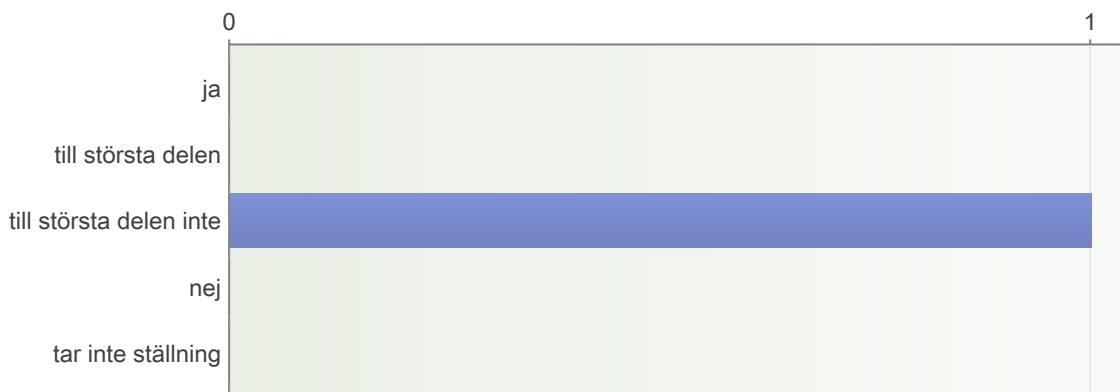 0 1
ja
till största delen
till största delen inte
nej
tar inte ställning